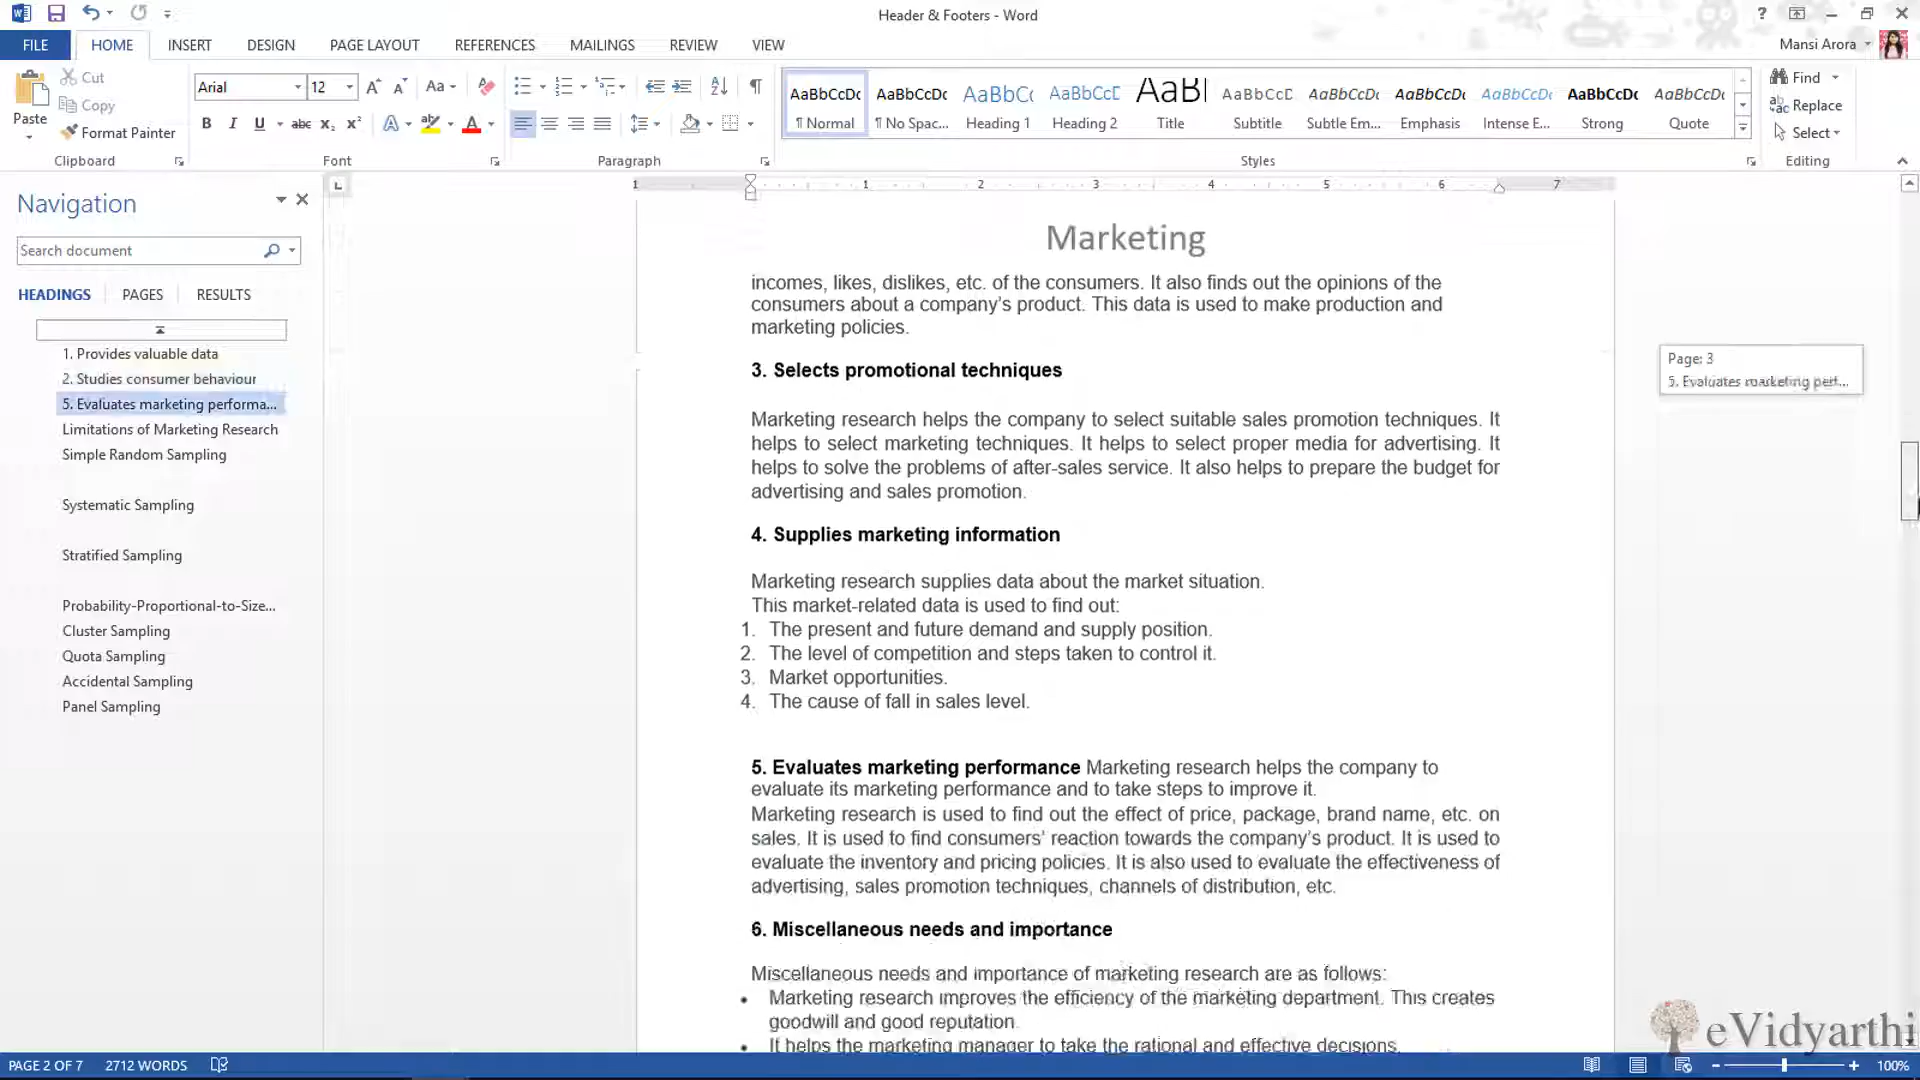 Header & Footers - Word
?
FILE HOME INSERT DESIGN PAGE LAYOUT REFERENCES MAILINGS REVIEW VIEW
Mansi Arora
Paste
Cut
Copy
Format Painter
Clipboard
Arial 12
Aa
B I U abc x₂ x² A A
Font
Paragraph
AaBbCcDc AaBbCcDc AaBbCc AaBbCcE AaBl AaBbCcD AaBbCcDc AaBbCcDc AaBbCcDc AaBbCcDc AaBbCcDc
¶ Normal ¶ No Spac... Heading 1 Heading 2 Title Subtitle Subtle Em... Emphasis Intense E... Strong Quote
Styles
Find
Replace
Select
Editing
Navigation
Search document
HEADINGS PAGES RESULTS
1. Provides valuable data
2. Studies consumer behaviour
5. Evaluates marketing performa...
Limitations of Marketing Research
Simple Random Sampling
Systematic Sampling
Stratified Sampling
Probability-Proportional-to-Size...
Cluster Sampling
Quota Sampling
Accidental Sampling
Panel Sampling
1 1 2 3 4 5 6 7
Marketing
incomes, likes, dislikes, etc. of the consumers. It also finds out the opinions of the
consumers about a company's product. This data is used to make production and
marketing policies.
3. Selects promotional techniques
Marketing research helps the company to select suitable sales promotion techniques. It
helps to select marketing techniques. It helps to select proper media for advertising. It
helps to solve the problems of after-sales service. It also helps to prepare the budget for
advertising and sales promotion.
4. Supplies marketing information
Marketing research supplies data about the market situation.
This market-related data is used to find out:
1. The present and future demand and supply position.
2. The level of competition and steps taken to control it.
3. Market opportunities.
4. The cause of fall in sales level.
5. Evaluates marketing performance Marketing research helps the company to
evaluate its marketing performance and to take steps to improve it.
Marketing research is used to find out the effect of price, package, brand name, etc. on
sales. It is used to find consumers' reaction towards the company's product. It is used to
evaluate the inventory and pricing policies. It is also used to evaluate the effectiveness of
advertising, sales promotion techniques, channels of distribution, etc.
6. Miscellaneous needs and importance
Miscellaneous needs and importance of marketing research are as follows:
• Marketing research improves the efficiency of the marketing department. This creates
goodwill and good reputation.
• It helps the marketing manager to take the rational and effective decisions.
Page: 3
5. Evaluates marketing perf...
eVidyarthi
PAGE 2 OF 7 2712 WORDS
100%